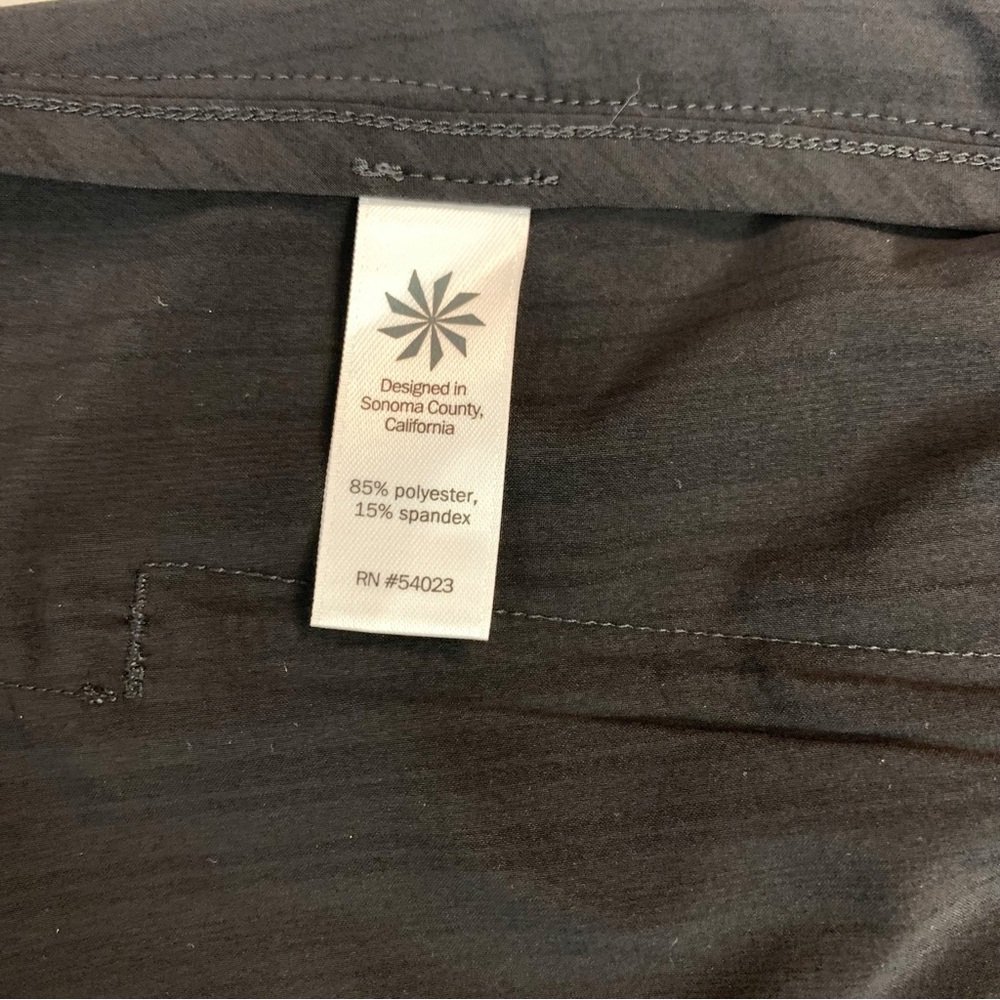 Designed in
Sonoma County,
California
85% polyester,
15% spandex
RN #54023